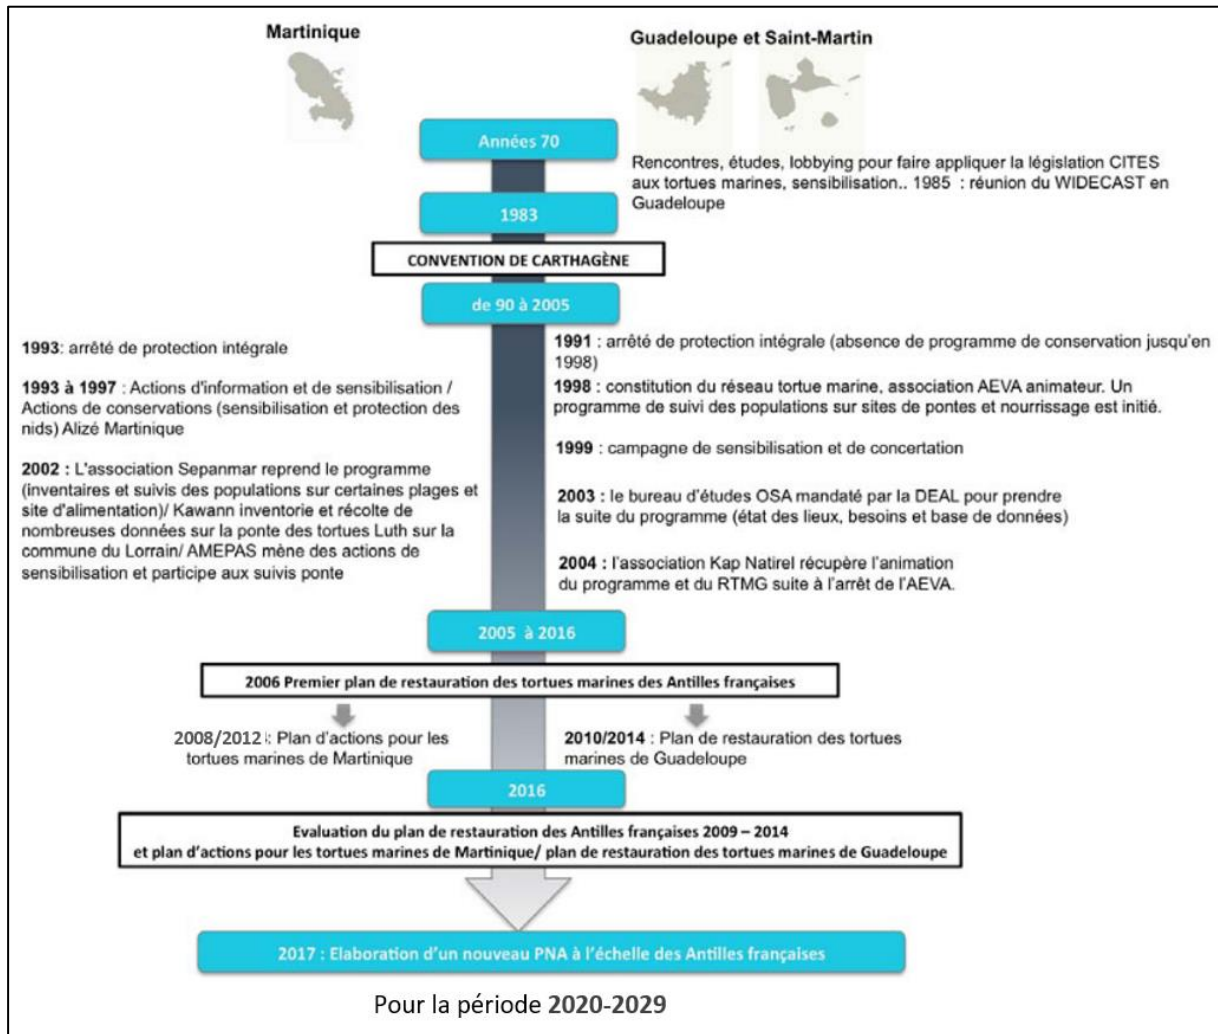 Martinique
Guadeloupe et Saint-Martin
Années 70
Rencontres, études, lobbying pour faire appliquer la législation CITES
aux tortues marines, sensibilisation.. 1985 : réunion du WIDECAST en
Guadeloupe
1983
CONVENTION DE CARTHAGÈNE
de 90 à 2005
1993: arrêté de protection intégrale
1993 à 1997 : Actions d'information et de sensibilisation /
Actions de conservations (sensibilisation et protection des
nids) Alizé Martinique
2002 : L'association Sepanmar reprend le programme
(inventaires et suivis des populations sur certaines plages et
site d'alimentation)/ Kawann inventorie et récolte de
nombreuses données sur la ponte des tortues Luth sur la
commune du Lorrain/ AMEPAS mène des actions de
sensibilisation et participe aux suivis ponte
1991 : arrêté de protection intégrale (absence de programme de conservation jusqu'en
1998)
1998 : constitution du réseau tortue marine, association AEVA animateur. Un
programme de suivi des populations sur sites de pontes et nourrissage est initié.
1999 : campagne de sensibilisation et de concertation
2003 : le bureau d'études OSA mandaté par la DEAL pour prendre
la suite du programme (état des lieux, besoins et base de données)
2004 : l'association Kap Natirel récupère l'animation
du programme et du RTMG suite à l'arrêt de l'AEVA.
2005 à 2016
2006 Premier plan de restauration des tortues marines des Antilles françaises
2008/2012 : Plan d'actions pour les
tortues marines de Martinique
2010/2014 : Plan de restauration des tortues
marines de Guadeloupe
2016
Evaluation du plan de restauration des Antilles françaises 2009 – 2014
et plan d'actions pour les tortues marines de Martinique/ plan de restauration des tortues marines de Guadeloupe
2017 : Elaboration d'un nouveau PNA à l'échelle des Antilles françaises
Pour la période 2020-2029